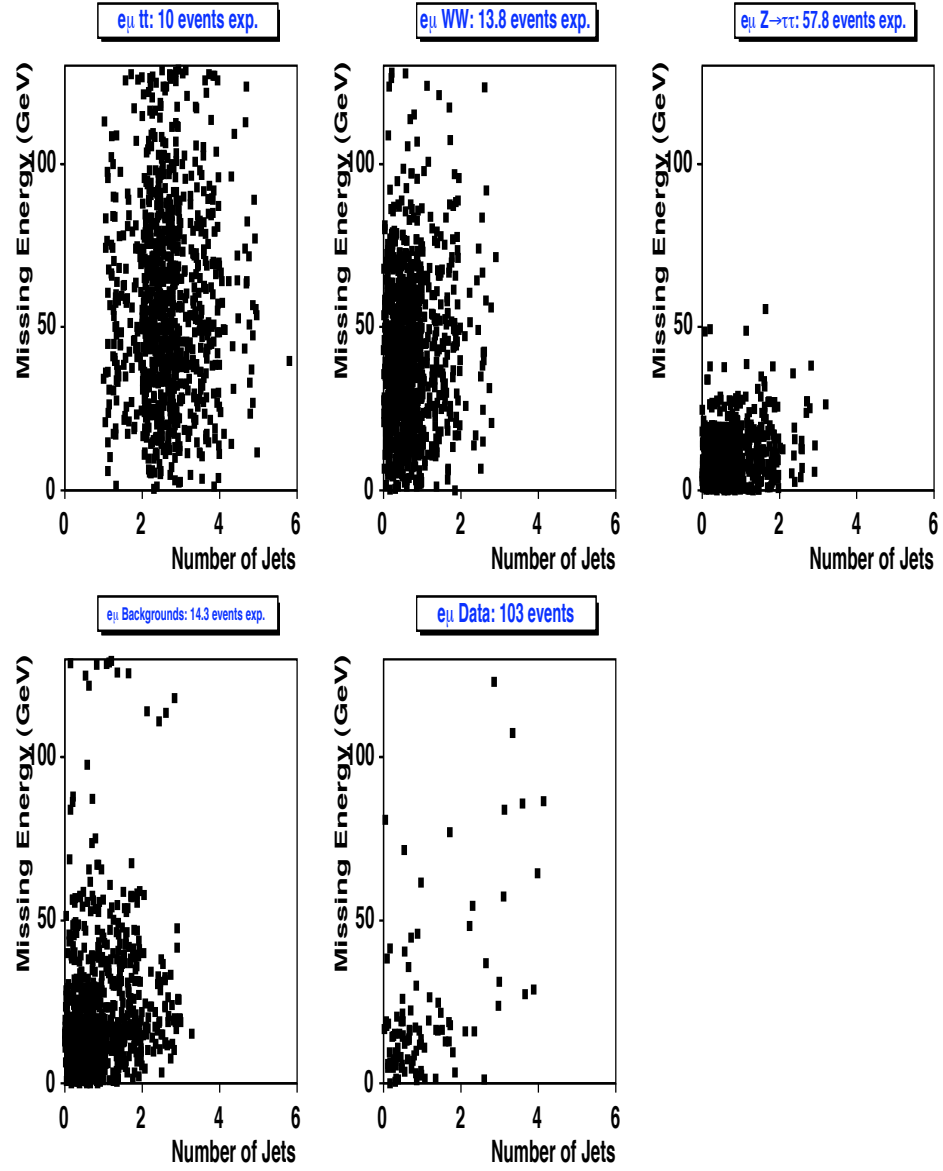 eμ tt: 10 events exp.
Missing Energy (GeV)
100
50
0
0 2 4 6
Number of Jets
eμ WW: 13.8 events exp.
Missing Energy (GeV)
100
50
0
0 2 4 6
Number of Jets
eμ Z→ττ: 57.8 events exp.
Missing Energy (GeV)
100
50
0
0 2 4 6
Number of Jets
eμ Backgrounds: 14.3 events exp.
Missing Energy (GeV)
100
50
0
0 2 4 6
Number of Jets
eμ Data: 103 events
Missing Energy (GeV)
100
50
0
0 2 4 6
Number of Jets